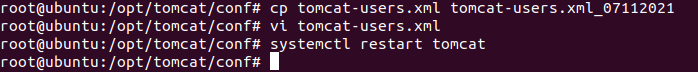 root@ubuntu:/opt/tomcat/conf# cp tomcat-users.xml tomcat-users.xml_07112021
root@ubuntu:/opt/tomcat/conf# vi tomcat-users.xml
root@ubuntu:/opt/tomcat/conf# systemctl restart tomcat
root@ubuntu:/opt/tomcat/conf#